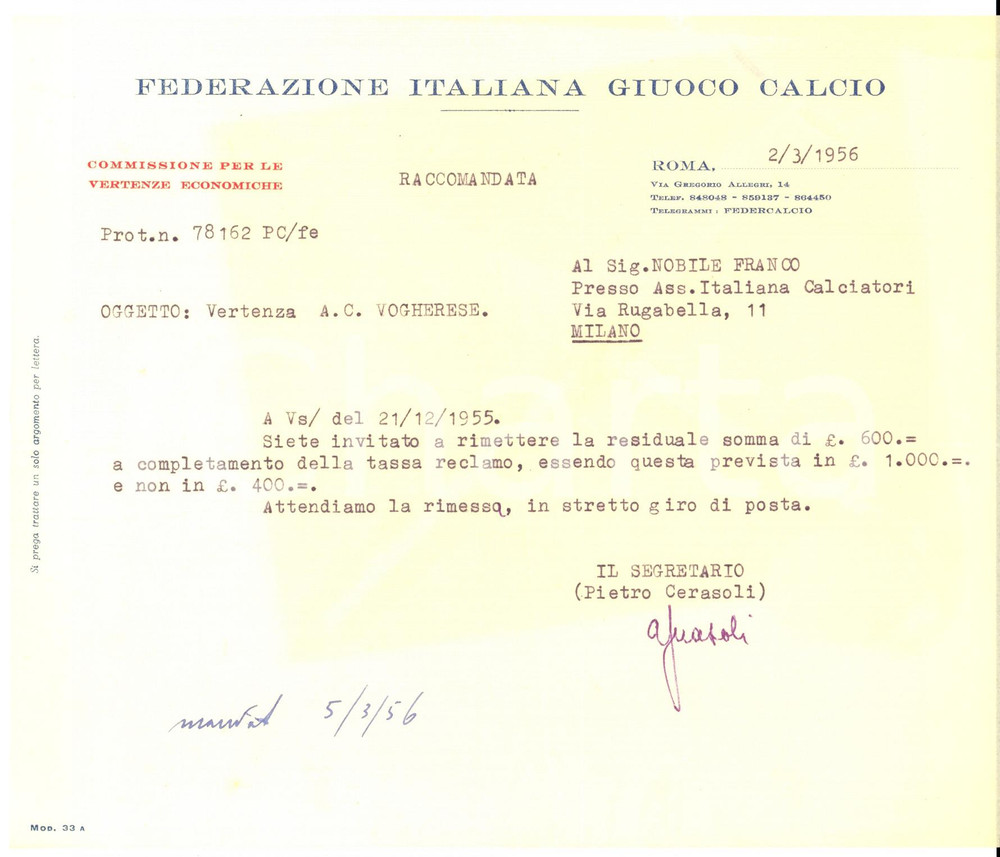 FEDERAZIONE ITALIANA GIUOCO CALCIO
COMMISSIONE PER LE
VERTENZE ECONOMICHE
RACCOMANDATA
ROMA, 2/3/1956
VIA GREGORIO ALLEGRI, 14
TELEF. 848048 - 859137 - 864450
TELEGRAMMI : FEDERCALCIO
Prot.n. 78162 PC/fe
Al Sig.NOBILE FRANCO
Presso Ass.Italiana Calciatori
Via Rugabella, 11
MILANO
OGGETTO: Vertenza A.C. VOGHERESE.
A Vs/ del 21/12/1955.
Siete invitato a rimettere la residuale somma di £. 600.=
a completamento della tassa reclamo, essendo questa prevista in £. 1.000.=.
e non in £. 400.=.
Attendiamo la rimessq, in stretto giro di posta.
IL SEGRETARIO
(Pietro Cerasoli)
5/3/56
Si prega trattare un solo argomento per lettera.
MOD. 33 A
harta